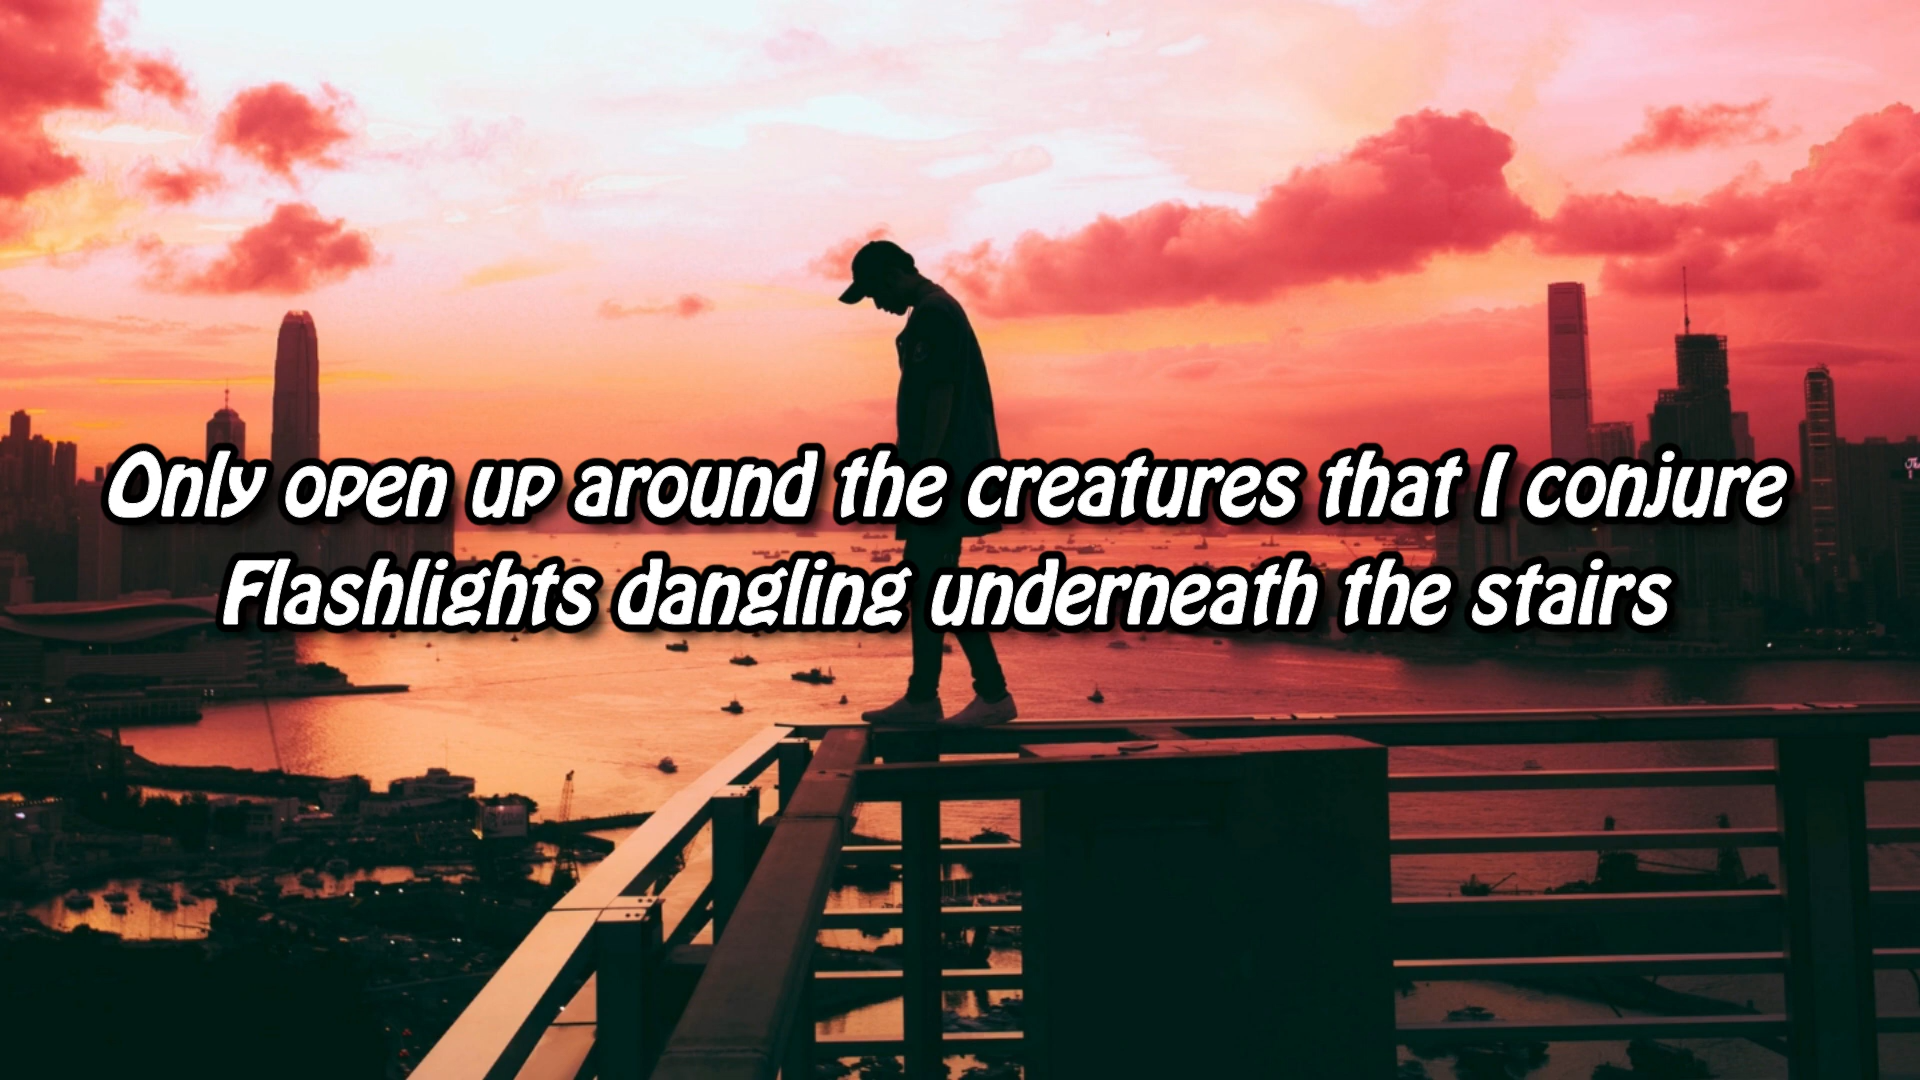 Only open up around the creatures that I conjure
Flashlights dangling underneath the stairs